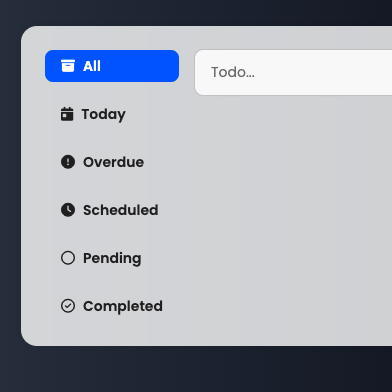 All
Todo...
Today
Overdue
Scheduled
Pending
Completed